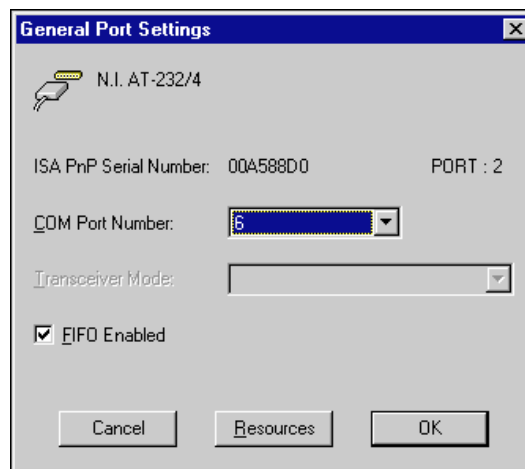 General Port Settings
N.I. AT-232/4
ISA PnP Serial Number: 00A588D0 PORT : 2
COM Port Number: 6
Transceiver Mode:
FIFO Enabled
Cancel Resources OK